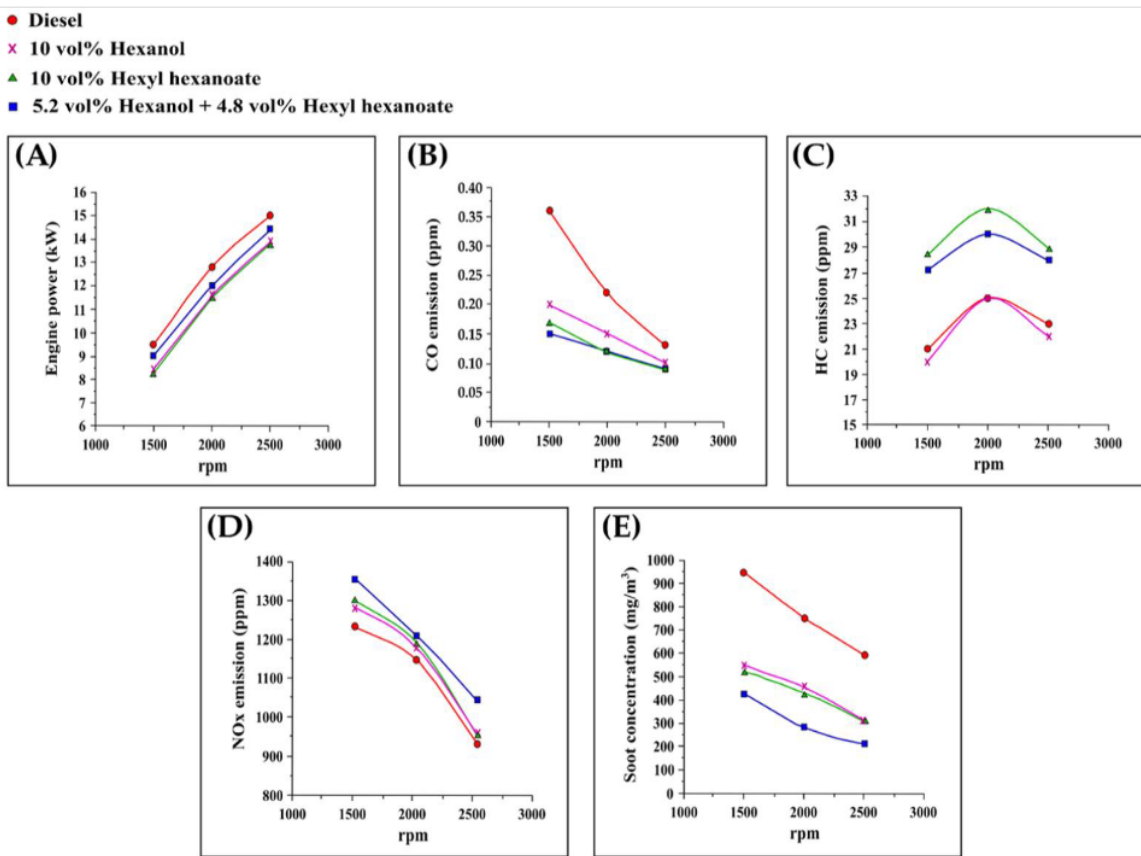 Diesel
10 vol% Hexanol
10 vol% Hexyl hexanoate
5.2 vol% Hexanol + 4.8 vol% Hexyl hexanoate
(A)
Engine power (kW)
16
15
14
13
12
11
10
9
8
7
6
1000 1500 2000 2500 3000
rpm
(B)
CO emission (ppm)
0.40
0.35
0.30
0.25
0.20
0.15
0.10
0.05
0
1000 1500 2000 2500 3000
rpm
(C)
HC emission (ppm)
33
31
29
27
25
23
21
19
17
15
1000 1500 2000 2500 3000
rpm
(D)
NOx emission (ppm)
1400
1300
1200
1100
1000
900
800
1000 1500 2000 2500 3000
rpm
(E)
Soot concentration (mg/m³)
1000
900
800
700
600
500
400
300
200
100
0
1000 1500 2000 2500 3000
rpm